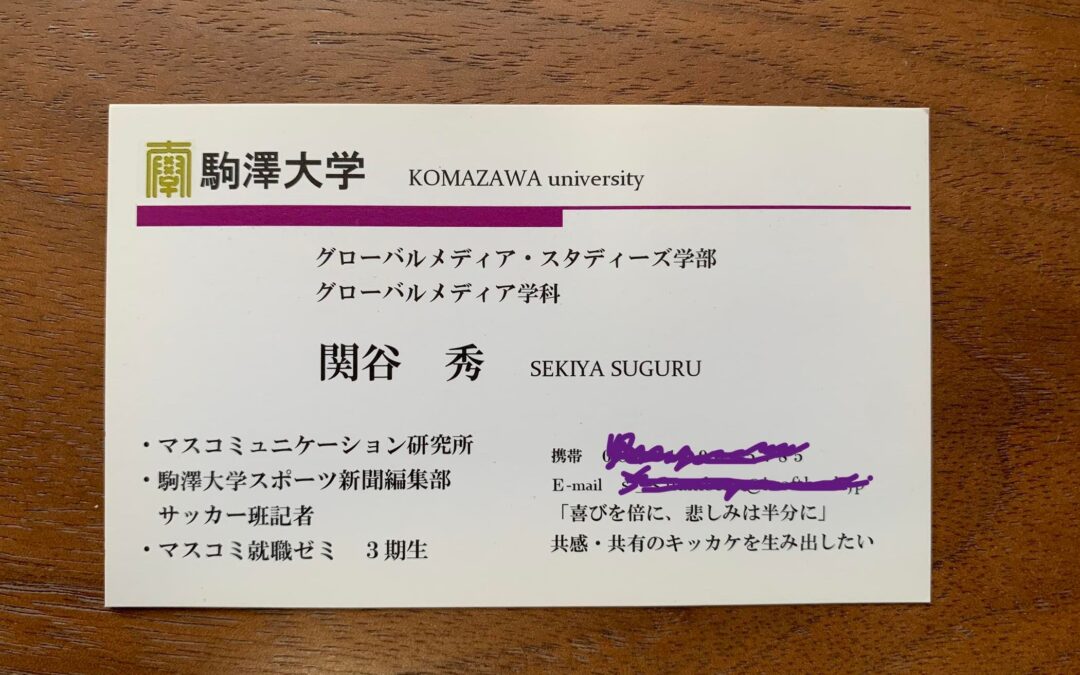 駒澤大学 KOMAZAWA university
グローバルメディア・スタディーズ学部
グローバルメディア学科
関谷 秀 SEKIYA SUGURU
・マスコミュニケーション研究所
・駒澤大学スポーツ新聞編集部
サッカー班記者
・マスコミ就職ゼミ 3期生
携帯
E-mail
「喜びを倍に、悲しみは半分に」
共感・共有のキッカケを生み出したい